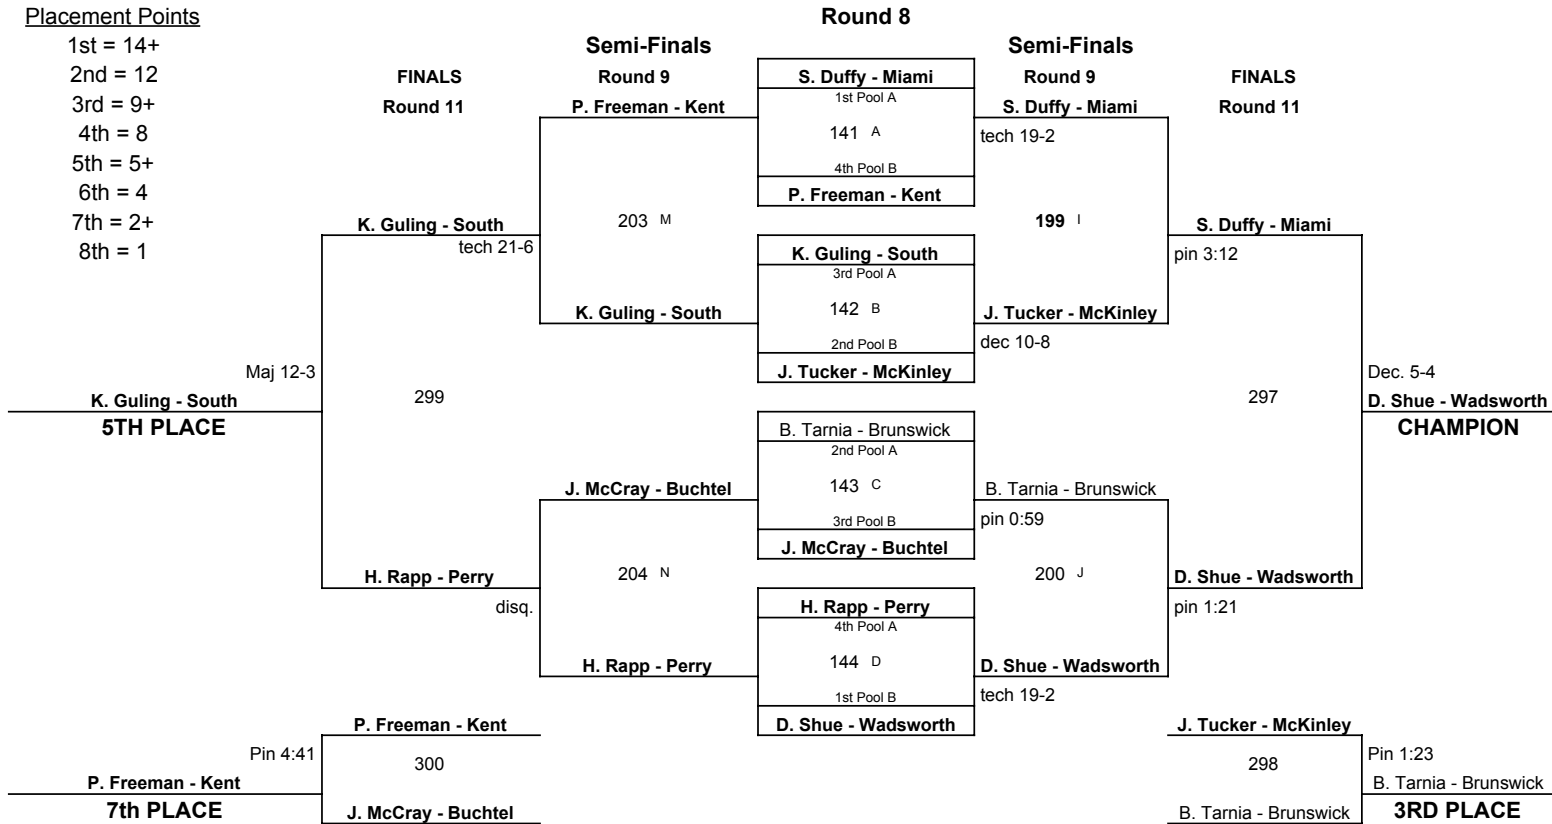 Placement Points
1st = 14+
2nd = 12
3rd = 9+
4th = 8
5th = 5+
6th = 4
7th = 2+
8th = 1
Round 8
Semi-Finals
Semi-Finals
FINALS
Round 9
S. Duffy - Miami
Round 9
FINALS
Round 11
P. Freeman - Kent
1st Pool A
S. Duffy - Miami
Round 11
141 A
tech 19-2
4th Pool B
P. Freeman - Kent
K. Guling - South
203 M
199 I
S. Duffy - Miami
tech 21-6
K. Guling - South
pin 3:12
3rd Pool A
K. Guling - South
142 B
J. Tucker - McKinley
2nd Pool B
dec 10-8
J. Tucker - McKinley
Maj 12-3
Dec. 5-4
K. Guling - South
299
297
D. Shue - Wadsworth
5TH PLACE
B. Tarnia - Brunswick
CHAMPION
2nd Pool A
J. McCray - Buchtel
143 C
B. Tarnia - Brunswick
3rd Pool B
pin 0:59
J. McCray - Buchtel
H. Rapp - Perry
204 N
200 J
D. Shue - Wadsworth
disq.
H. Rapp - Perry
pin 1:21
4th Pool A
H. Rapp - Perry
144 D
D. Shue - Wadsworth
1st Pool B
tech 19-2
P. Freeman - Kent
D. Shue - Wadsworth
J. Tucker - McKinley
Pin 4:41
300
298
Pin 1:23
P. Freeman - Kent
B. Tarnia - Brunswick
7th PLACE
J. McCray - Buchtel
B. Tarnia - Brunswick
3RD PLACE